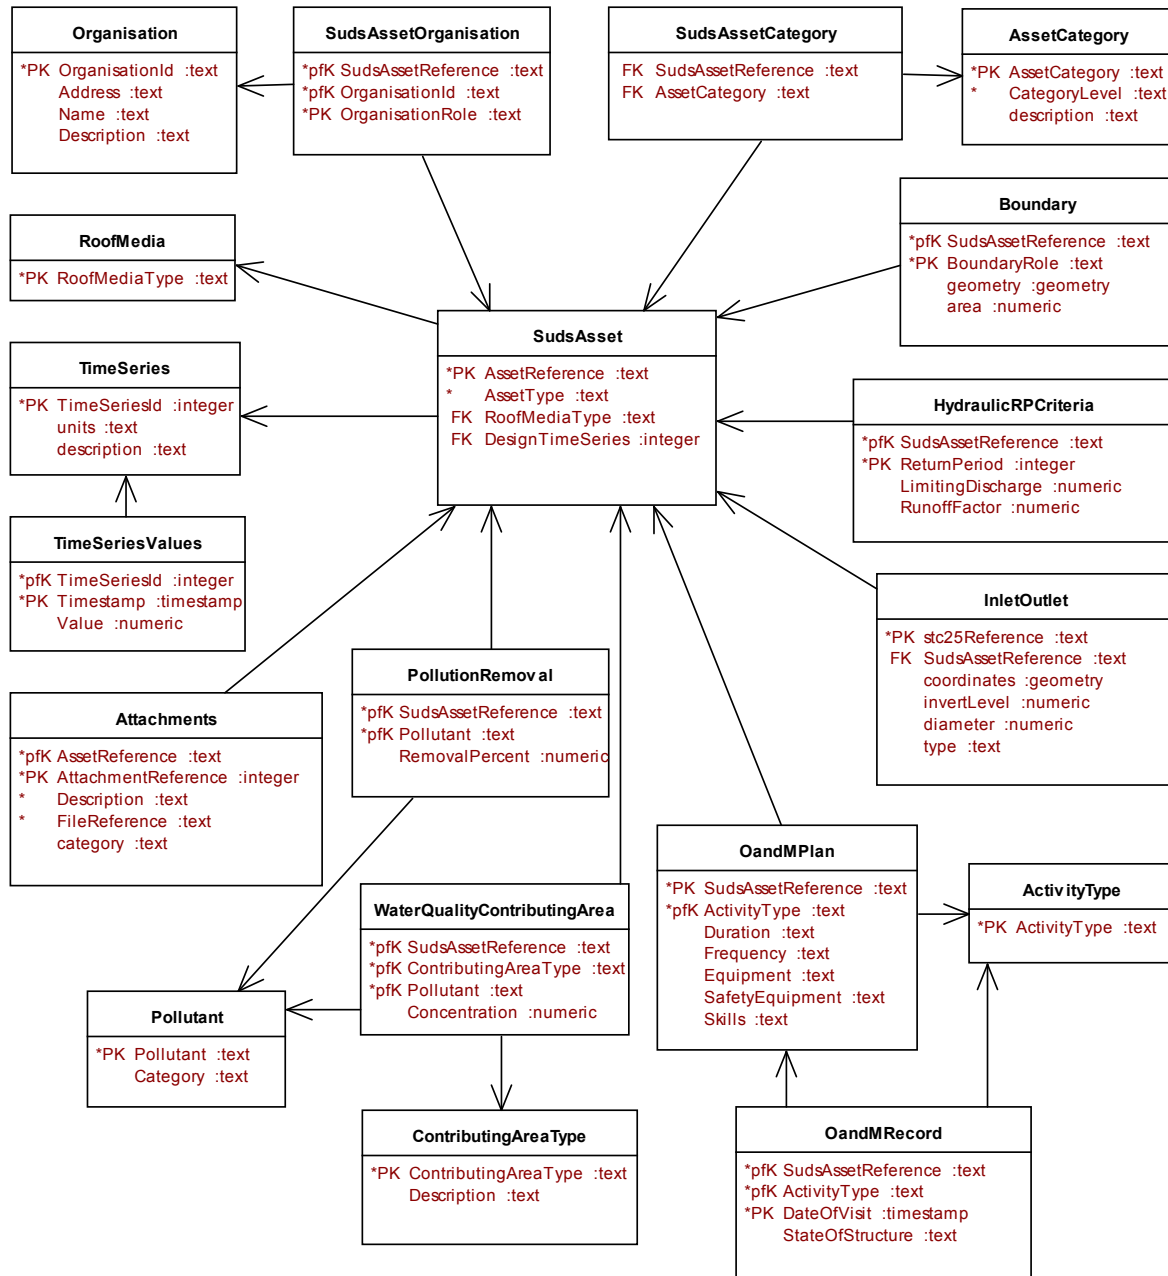 Organisation
*PK OrganisationId :text
Address :text
Name :text
Description :text
SudsAssetOrganisation
*pfK SudsAssetReference :text
*pfK OrganisationId :text
*PK OrganisationRole :text
SudsAssetCategory
FK SudsAssetReference :text
FK AssetCategory :text
AssetCategory
*PK AssetCategory :text
* CategoryLevel :text
description :text
RoofMedia
*PK RoofMediaType :text
Boundary
*pfK SudsAssetReference :text
*PK BoundaryRole :text
geometry :geometry
area :numeric
SudsAsset
*PK AssetReference :text
* AssetType :text
FK RoofMediaType :text
FK DesignTimeSeries :integer
TimeSeries
*PK TimeSeriesId :integer
units :text
description :text
HydraulicRPCriteria
*pfK SudsAssetReference :text
*PK ReturnPeriod :integer
LimitingDischarge :numeric
RunoffFactor :numeric
TimeSeriesValues
*pfK TimeSeriesId :integer
*PK Timestamp :timestamp
Value :numeric
InletOutlet
*PK stc25Reference :text
FK SudsAssetReference :text
coordinates :geometry
invertLevel :numeric
diameter :numeric
type :text
PollutionRemoval
*pfK SudsAssetReference :text
*pfK Pollutant :text
RemovalPercent :numeric
Attachments
*pfK AssetReference :text
*PK AttachmentReference :integer
* Description :text
* FileReference :text
category :text
OandMPlan
*PK SudsAssetReference :text
*pfK ActivityType :text
Duration :text
Frequency :text
Equipment :text
SafetyEquipment :text
Skills :text
ActivityType
*PK ActivityType :text
WaterQualityContributingArea
*pfK SudsAssetReference :text
*pfK ContributingAreaType :text
*pfK Pollutant :text
Concentration :numeric
Pollutant
*PK Pollutant :text
Category :text
ContributingAreaType
*PK ContributingAreaType :text
Description :text
OandMRecord
*pfK SudsAssetReference :text
*pfK ActivityType :text
*PK DateOfVisit :timestamp
StateOfStructure :text